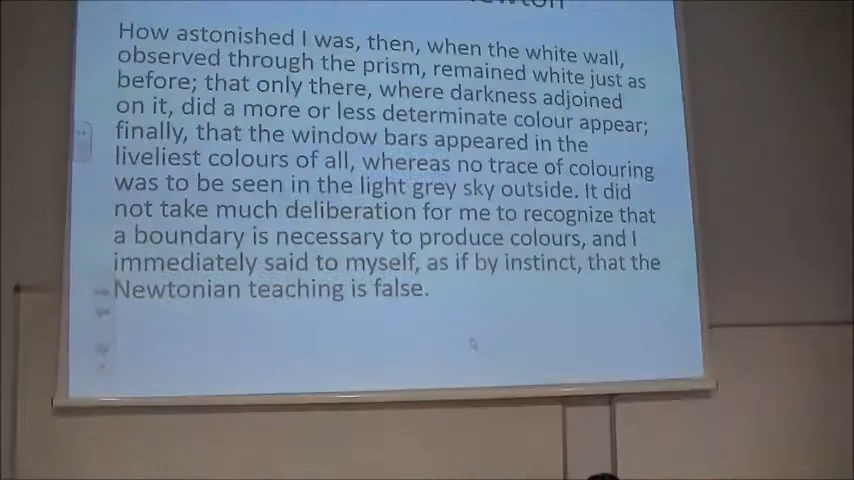 How astonished I was, then, when the white wall,
observed through the prism, remained white just as
before; that only there, where darkness adjoined
on it, did a more or less determinate colour appear;
finally, that the window bars appeared in the
liveliest colours of all, whereas no trace of colouring
was to be seen in the light grey sky outside. It did
not take much deliberation for me to recognize that
a boundary is necessary to produce colours, and I
immediately said to myself, as if by instinct, that the
Newtonian teaching is false.